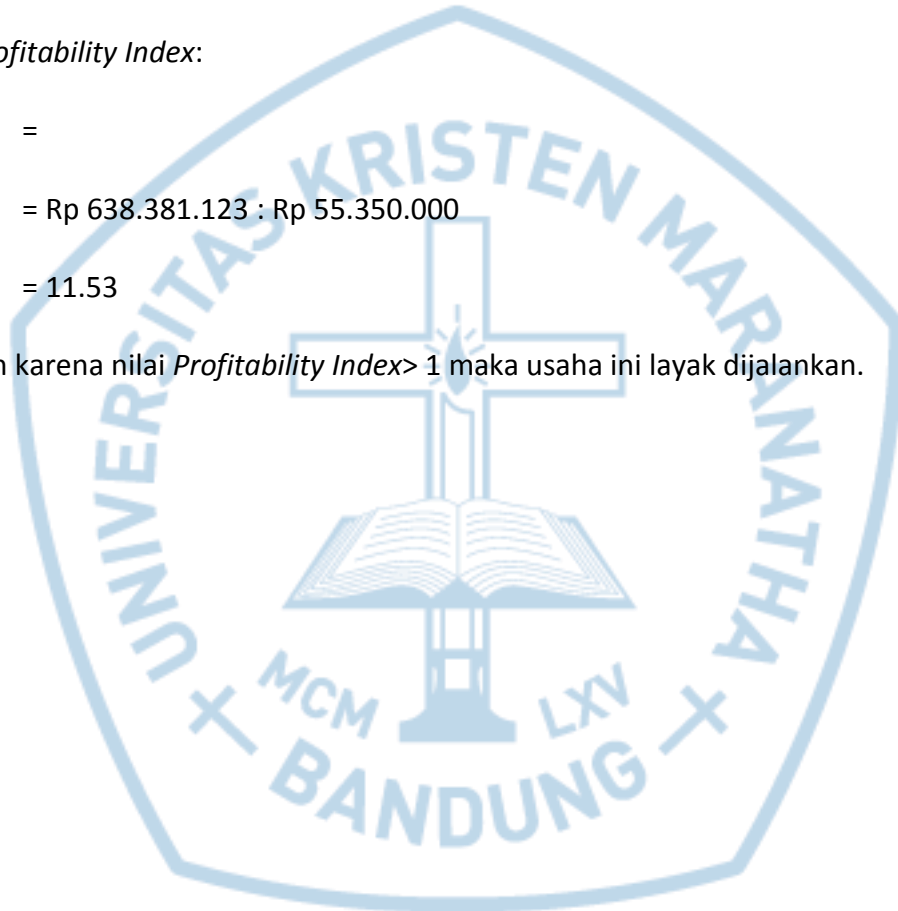 ofitability Index:
=
= Rp 638.381.123 : Rp 55.350.000
= 11.53
n karena nilai Profitability Index> 1 maka usaha ini layak dijalankan.
UNIVERSITAS KRISTEN MARANATHA
MCM LXV
BANDUNG